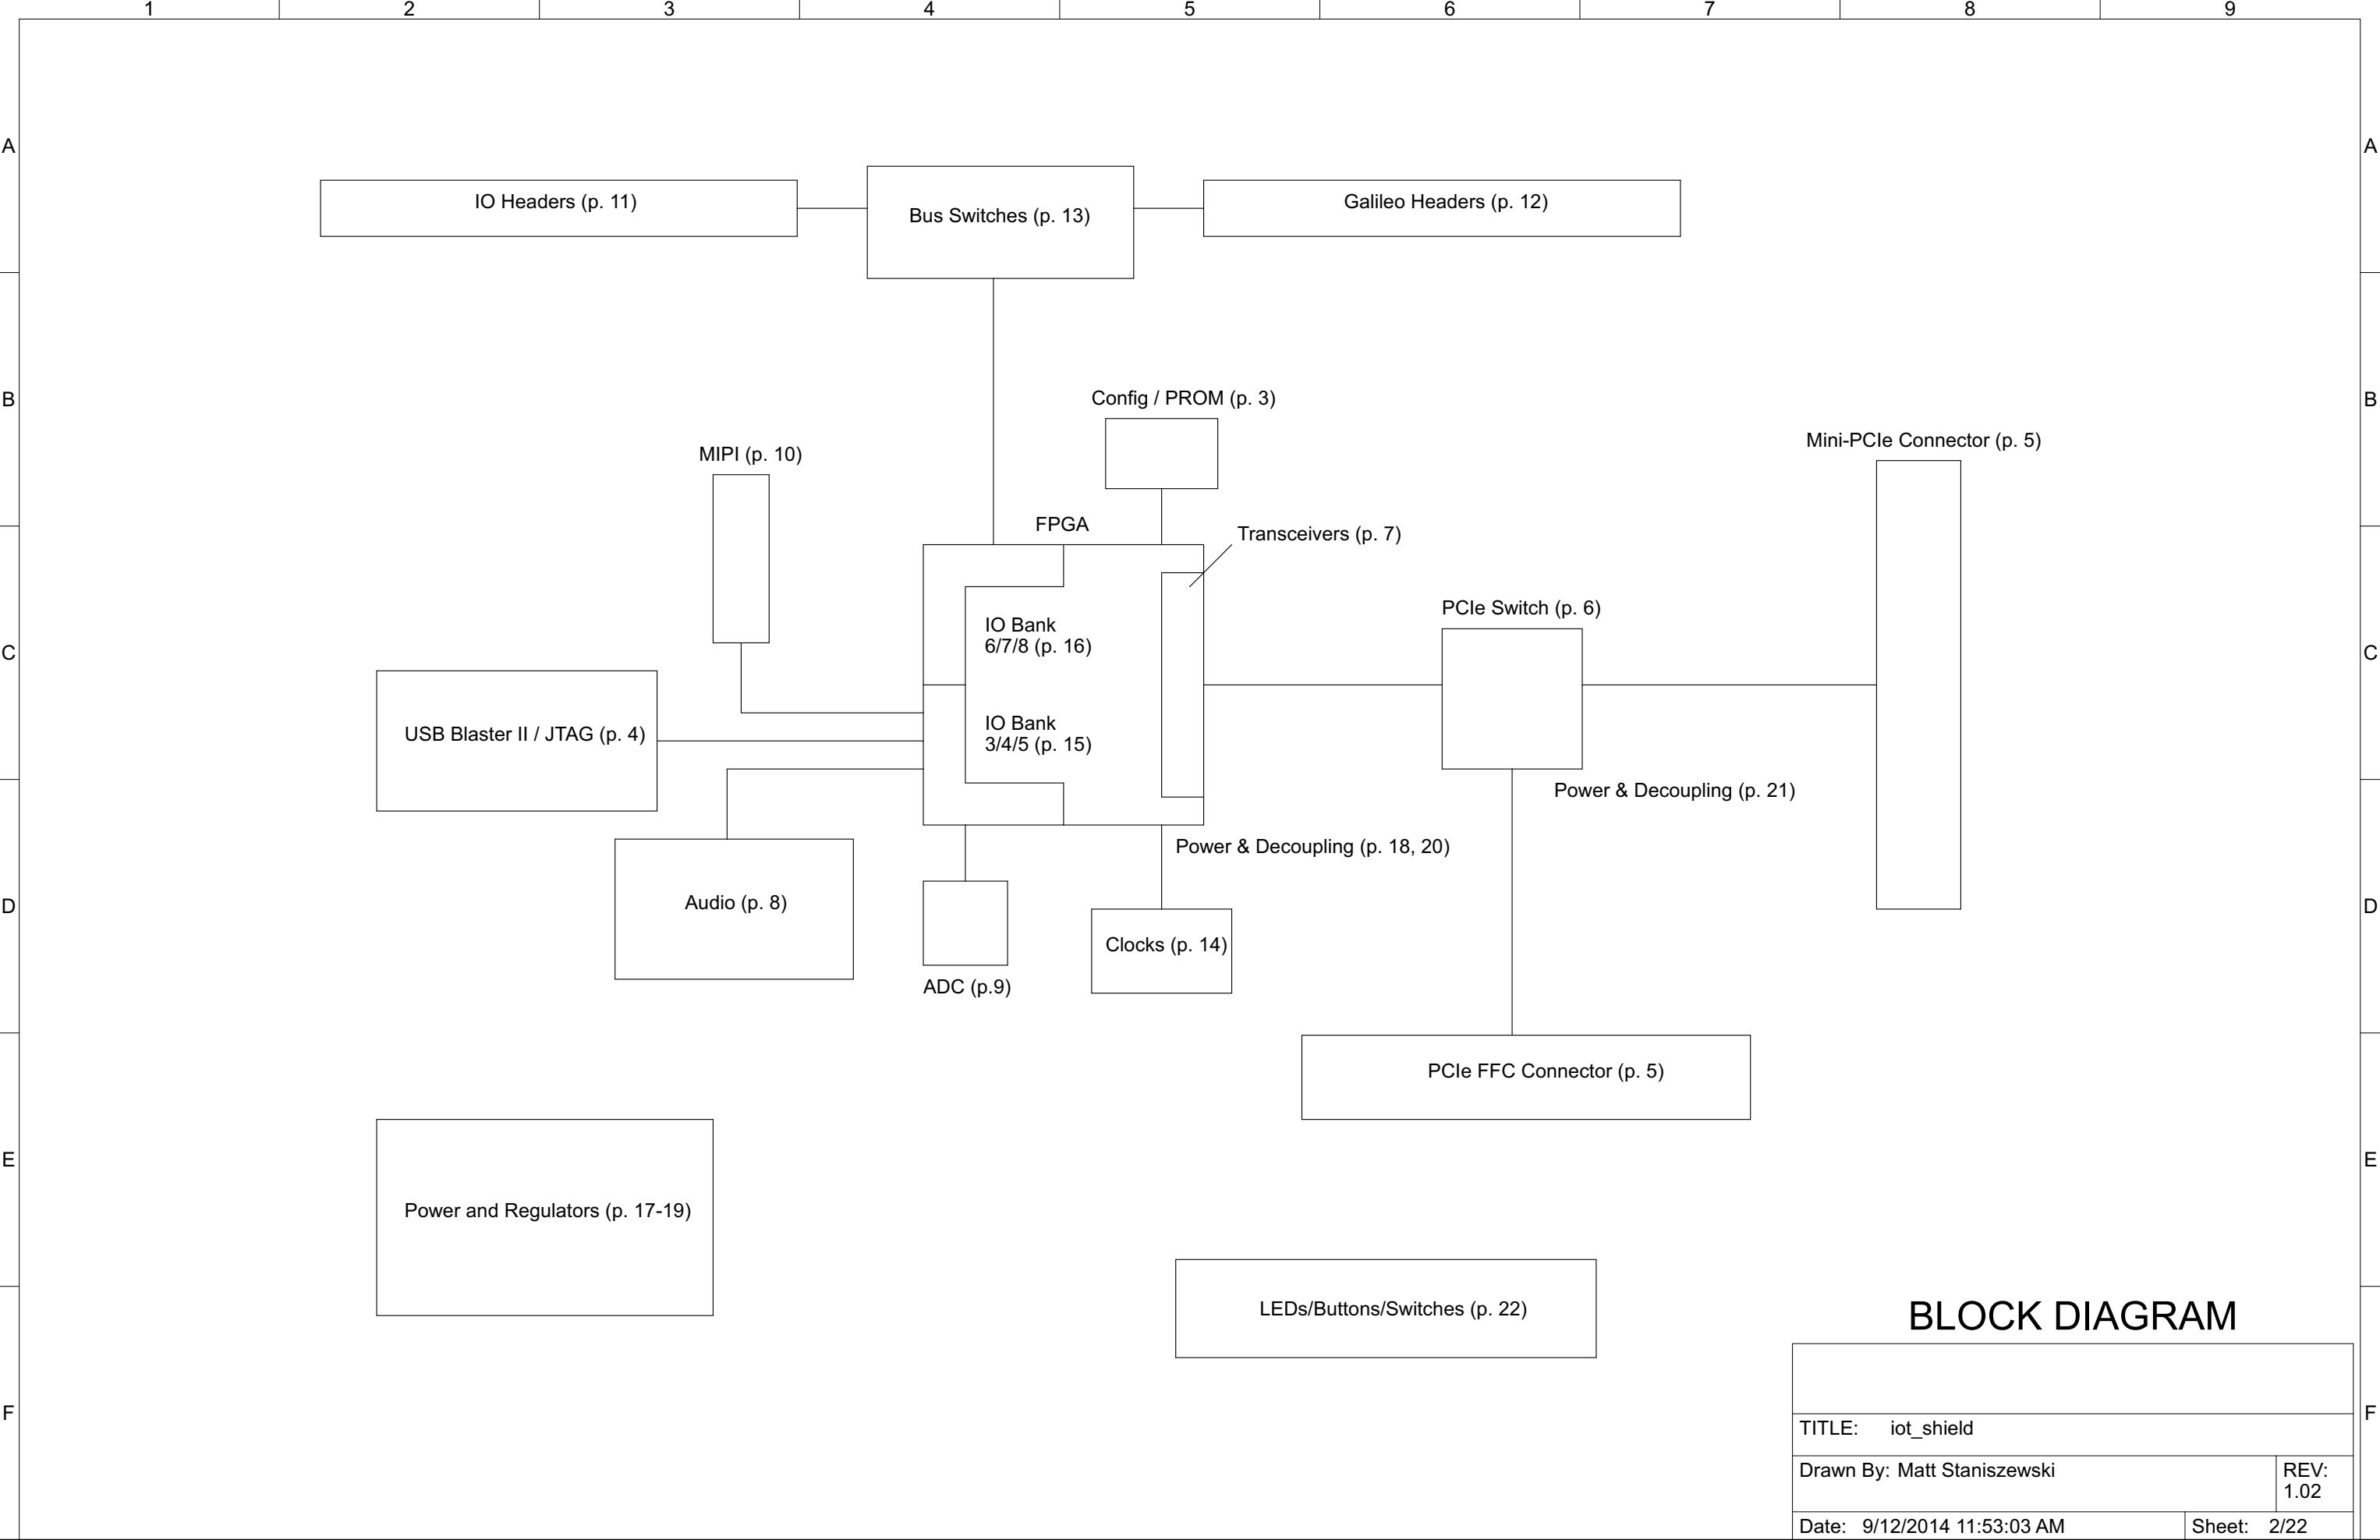 1 2 3 4 5 6 7 8 9
A A
IO Headers (p. 11)
Bus Switches (p. 13)
Galileo Headers (p. 12)
B B
Config / PROM (p. 3)
MIPI (p. 10)
Mini-PCIe Connector (p. 5)
FPGA
Transceivers (p. 7)
PCIe Switch (p. 6)
IO Bank
6/7/8 (p. 16)
C C
USB Blaster II / JTAG (p. 4)
IO Bank
3/4/5 (p. 15)
Power & Decoupling (p. 21)
Power & Decoupling (p. 18, 20)
D D
Audio (p. 8)
Clocks (p. 14)
ADC (p.9)
PCIe FFC Connector (p. 5)
E E
Power and Regulators (p. 17-19)
LEDs/Buttons/Switches (p. 22)
BLOCK DIAGRAM
F F
TITLE: iot_shield
Drawn By: Matt Staniszewski
REV:
1.02
Date: 9/12/2014 11:53:03 AM
Sheet: 2/22